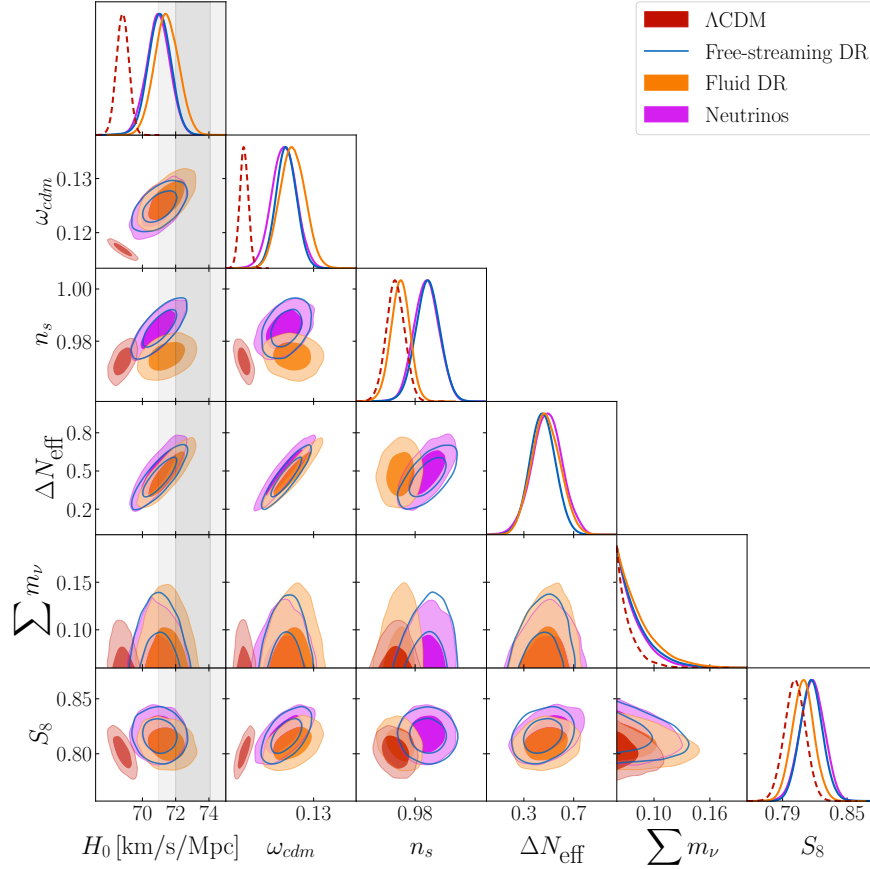 ΛCDM
Free-streaming DR
Fluid DR
Neutrinos
0.13
0.12
ω_cdm
1.00
0.98
n_s
0.8
0.5
0.2
ΔN_eff
0.15
0.10
∑ m_ν
0.85
0.80
S_8
70 72 74
0.13
0.98
0.3 0.7
0.10 0.16
0.79 0.85
H_0 [km/s/Mpc]
ω_cdm
n_s
ΔN_eff
∑ m_ν
S_8